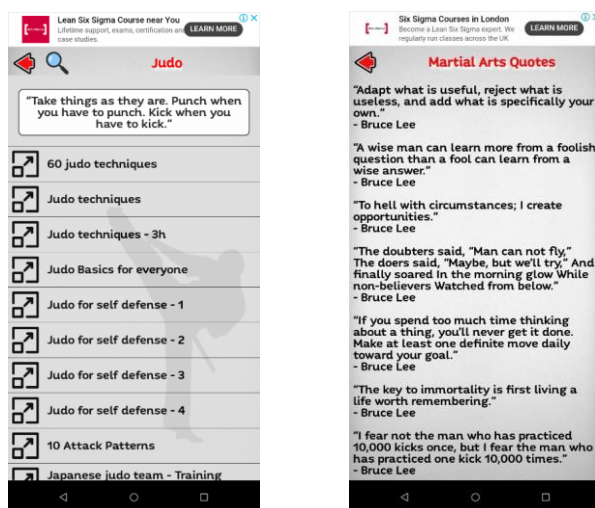 Lean Six Sigma Course near You
Lifetime support, exams, certification and
case studies.
LEARN MORE
Judo
"Take things as they are. Punch when
you have to punch. Kick when you
have to kick."
60 judo techniques
Judo techniques
Judo techniques - 3h
Judo Basics for everyone
Judo for self defense - 1
Judo for self defense - 2
Judo for self defense - 3
Judo for self defense - 4
10 Attack Patterns
Japanese judo team - Training
Six Sigma Courses in London
Become a Lean Six Sigma expert. We
regularly run classes across the UK
LEARN MORE
Martial Arts Quotes
"Adapt what is useful, reject what is
useless, and add what is specifically your
own."
- Bruce Lee
"A wise man can learn more from a foolish
question than a fool can learn from a
wise answer."
- Bruce Lee
"To hell with circumstances; I create
opportunities."
- Bruce Lee
"The doubters said, "Man can not fly,"
The doers said, "Maybe, but we'll try," And
finally soared In the morning glow While
non-believers Watched from below."
- Bruce Lee
"If you spend too much time thinking
about a thing, you'll never get it done.
Make at least one definite move daily
toward your goal."
- Bruce Lee
"The key to immortality is first living a
life worth remembering."
- Bruce Lee
"I fear not the man who has practiced
10,000 kicks once, but I fear the man who
has practiced one kick 10,000 times."
- Bruce Lee